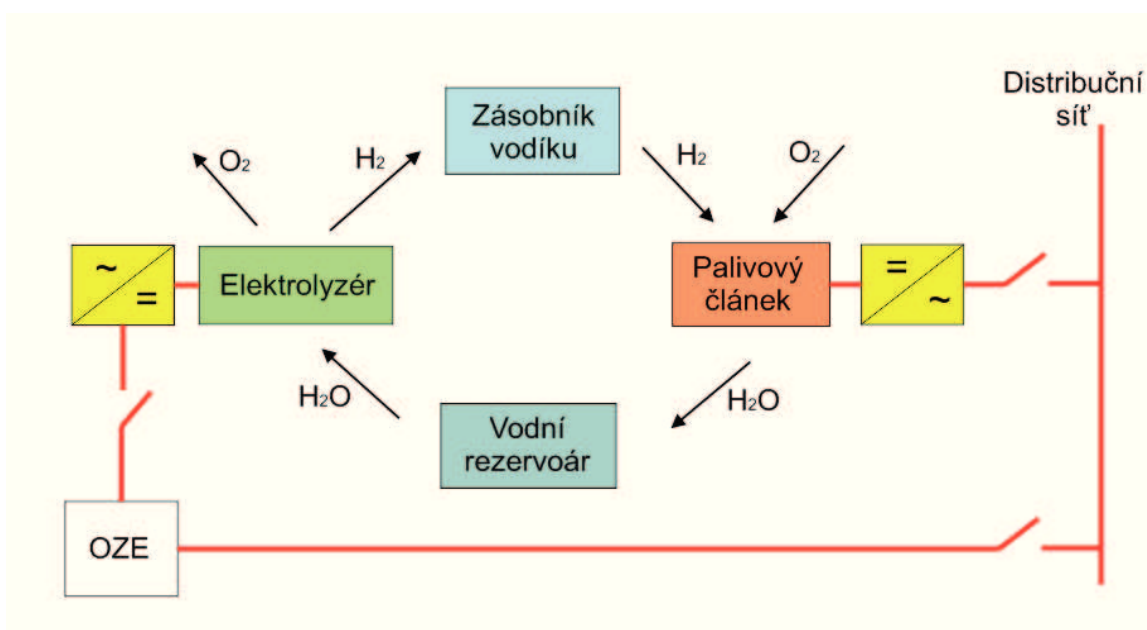 Distribuční
síť
Zásobník
vodíku
O₂
H₂
H₂
O₂
~
=
Elektrolyzér
Palivový
článek
=
~
H₂O
H₂O
Vodní
rezervoár
OZE